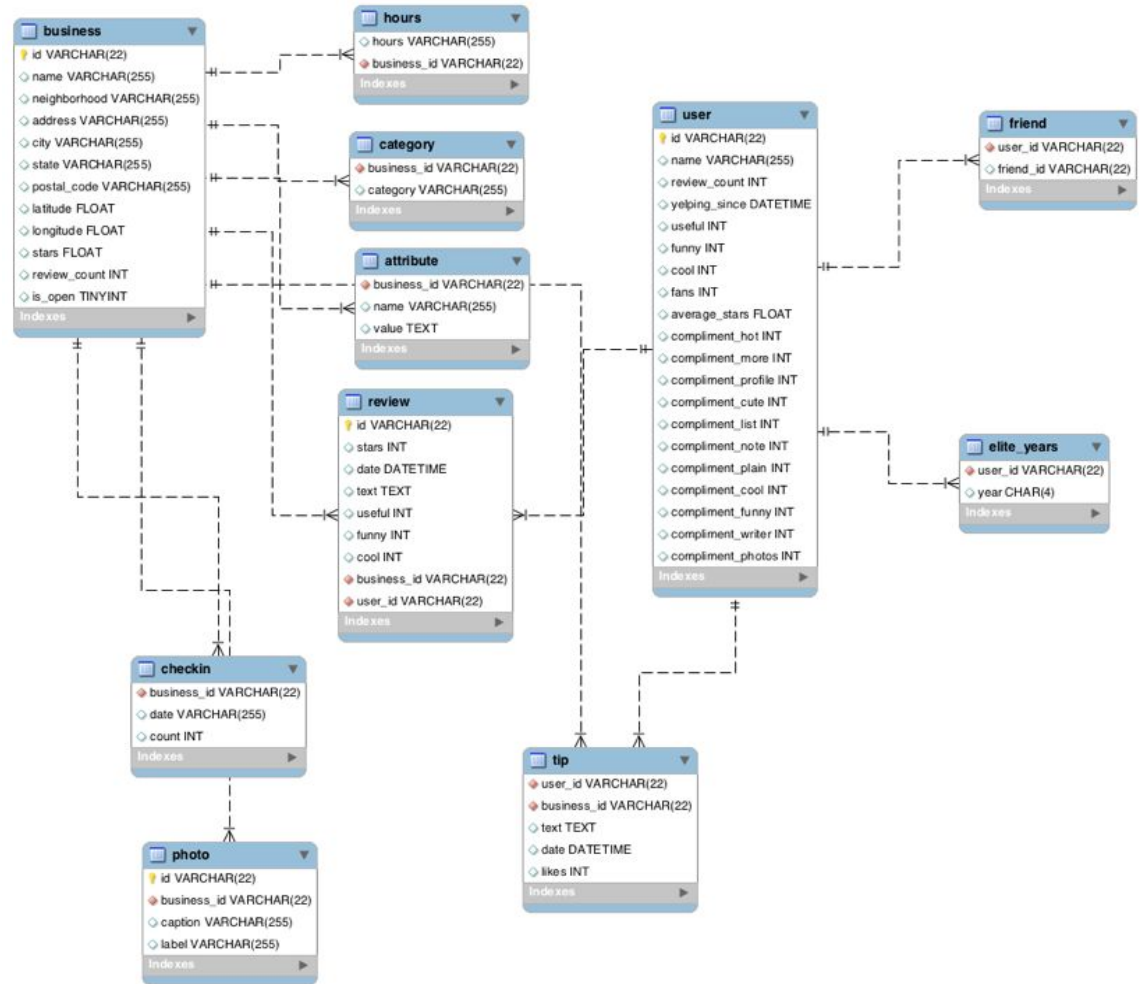 business
id VARCHAR(22)
name VARCHAR(255)
neighborhood VARCHAR(255)
address VARCHAR(255)
city VARCHAR(255)
state VARCHAR(255)
postal_code VARCHAR(255)
latitude FLOAT
longitude FLOAT
stars FLOAT
review_count INT
is_open TINYINT
Indexes
hours
hours VARCHAR(255)
business_id VARCHAR(22)
Indexes
category
business_id VARCHAR(22)
category VARCHAR(255)
Indexes
attribute
business_id VARCHAR(22)
name VARCHAR(255)
value TEXT
Indexes
review
id VARCHAR(22)
stars INT
date DATETIME
text TEXT
useful INT
funny INT
cool INT
business_id VARCHAR(22)
user_id VARCHAR(22)
Indexes
user
id VARCHAR(22)
name VARCHAR(255)
review_count INT
yelping_since DATETIME
useful INT
funny INT
cool INT
fans INT
average_stars FLOAT
compliment_hot INT
compliment_more INT
compliment_profile INT
compliment_cute INT
compliment_list INT
compliment_note INT
compliment_plain INT
compliment_cool INT
compliment_funny INT
compliment_writer INT
compliment_photos INT
Indexes
friend
user_id VARCHAR(22)
friend_id VARCHAR(22)
Indexes
elite_years
user_id VARCHAR(22)
year CHAR(4)
Indexes
checkin
business_id VARCHAR(22)
date VARCHAR(255)
count INT
Indexes
tip
user_id VARCHAR(22)
business_id VARCHAR(22)
text TEXT
date DATETIME
likes INT
Indexes
photo
id VARCHAR(22)
business_id VARCHAR(22)
caption VARCHAR(255)
label VARCHAR(255)
Indexes